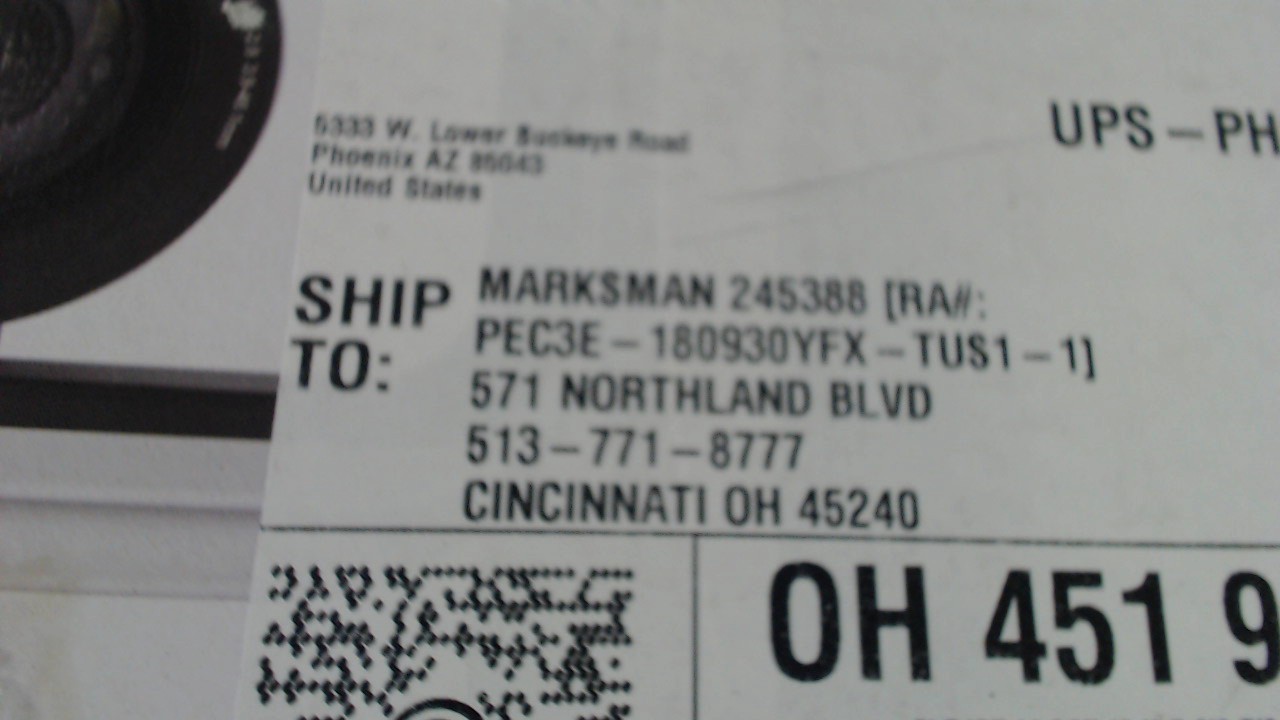 5333 W. Lower Buckeye Road
Phoenix AZ 85043
United States
UPS-PH
SHIP TO:
MARKSMAN 245388 [RA#:
PEC3E-180930YFX-TUS1-1]
571 NORTHLAND BLVD
513-771-8777
CINCINNATI OH 45240
OH 451 9